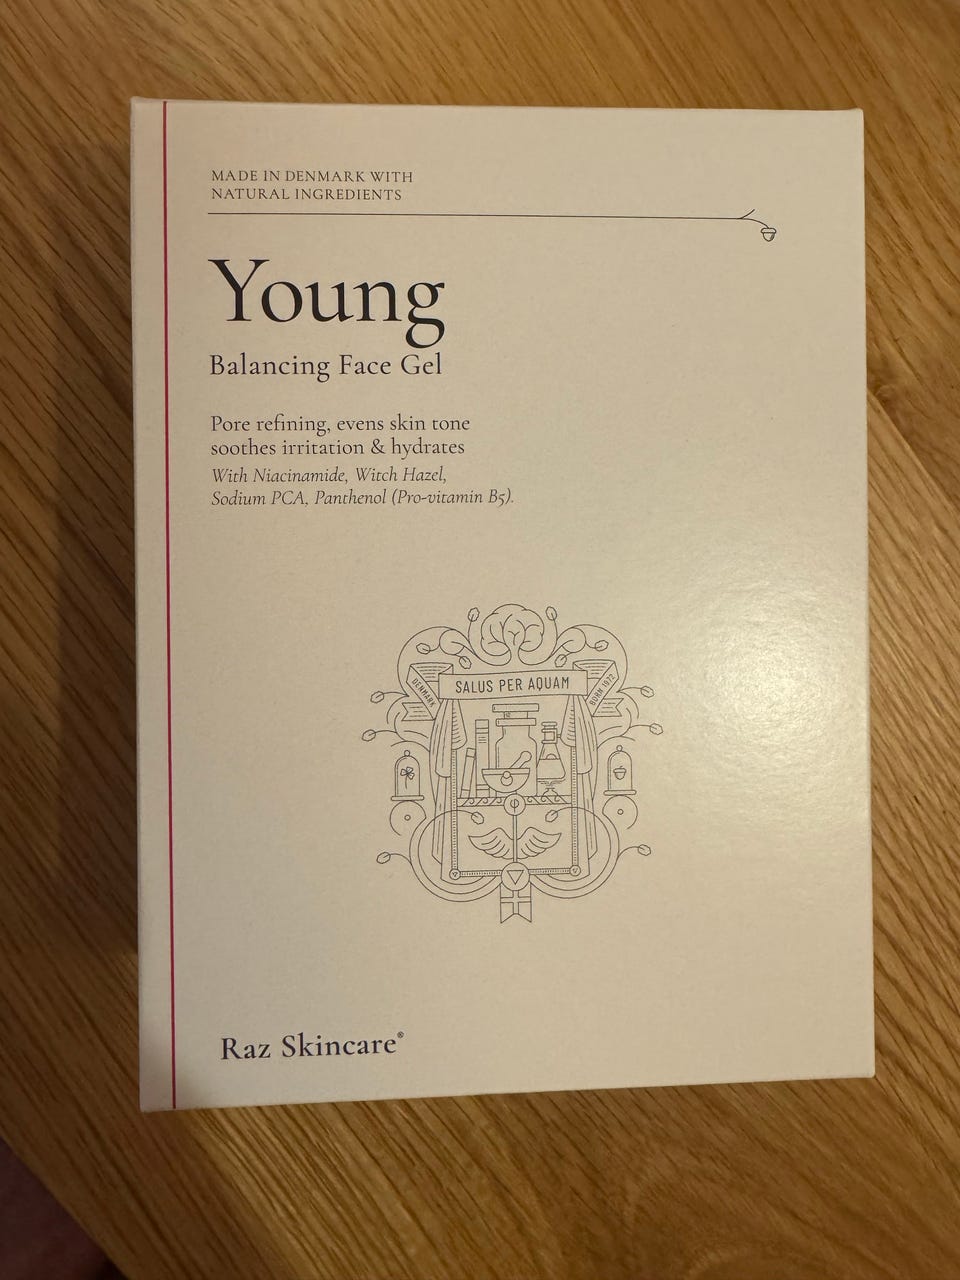 MADE IN DENMARK WITH
NATURAL INGREDIENTS
Young
Balancing Face Gel
Pore refining, evens skin tone
soothes irritation & hydrates
With Niacinamide, Witch Hazel,
Sodium PCA, Panthenol (Pro-vitamin B5).
DENMARK
SALUS PER AQUAM
BORN 1972
Raz Skincare®